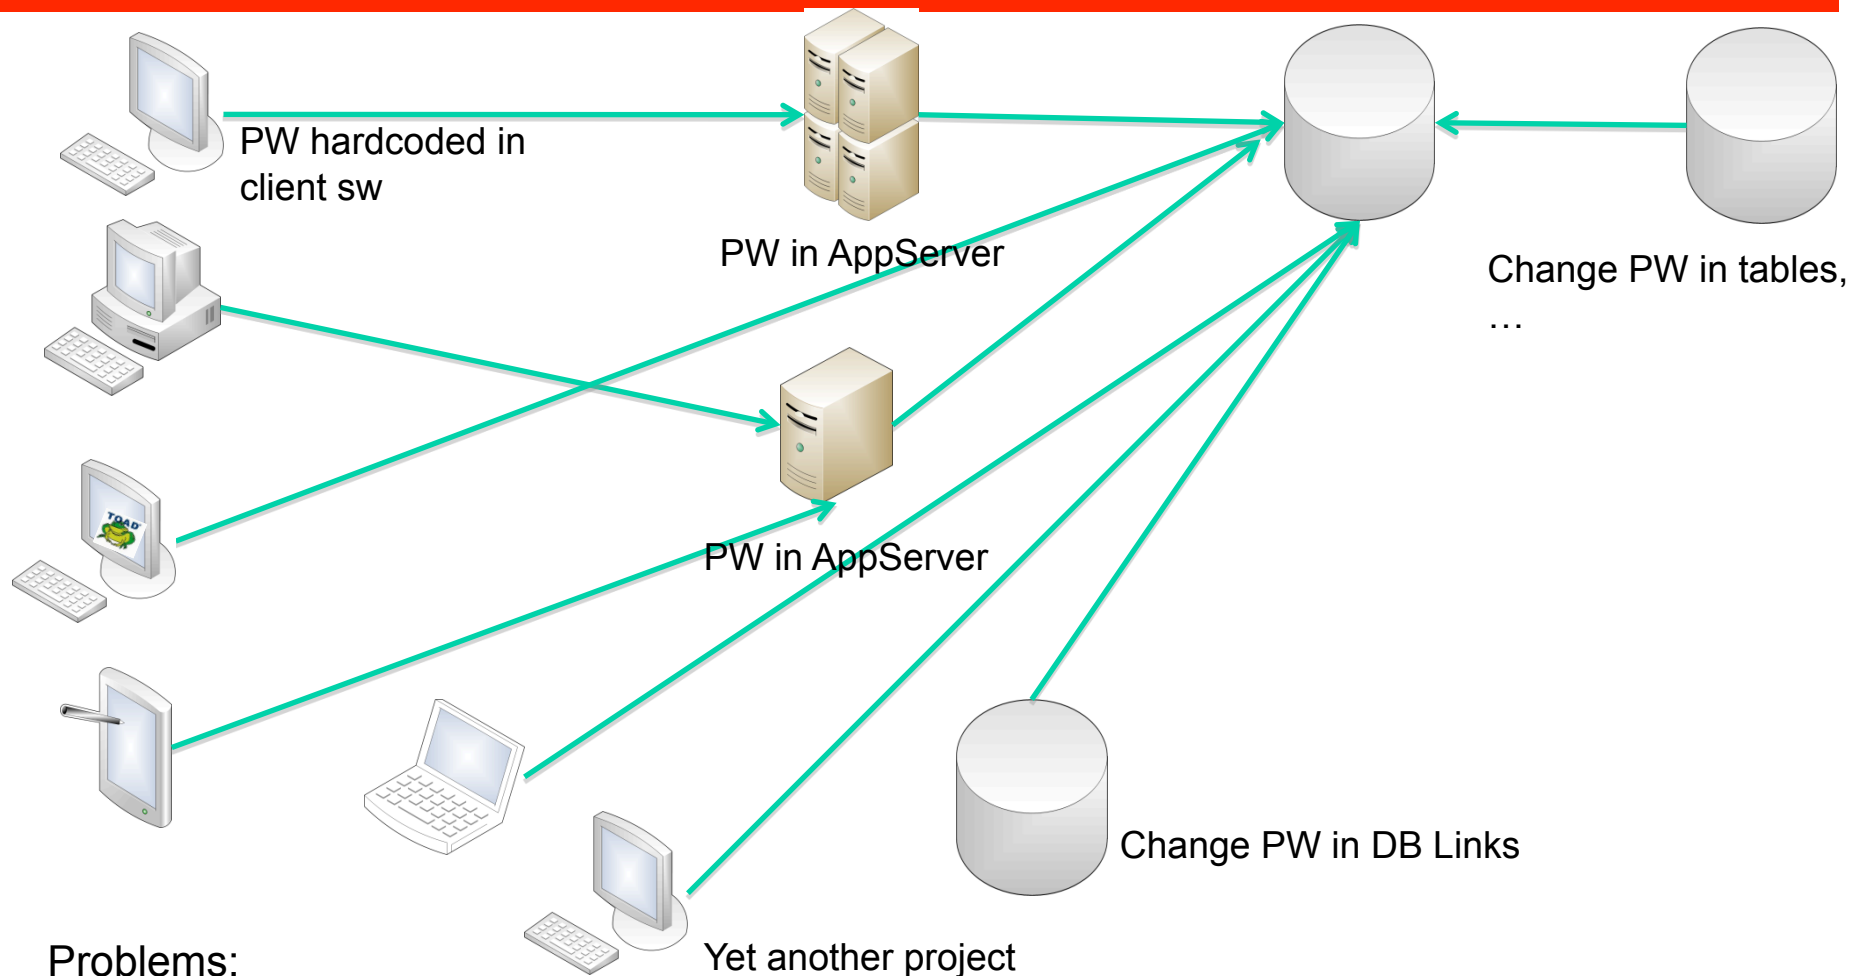 PW hardcoded in
client sw
PW in AppServer
Change PW in tables,
…
TOAD
PW in AppServer
Change PW in DB Links
Yet another project
Problems: